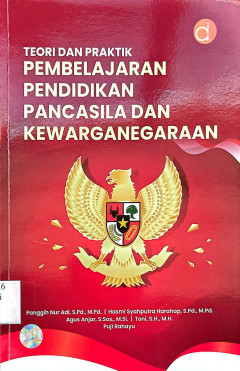 d
TEORI DAN PRAKTIK
PEMBELAJARAN
PENDIDIKAN
PANCASILA DAN
KEWARGANEGARAAN
Panggih Nur Adi, S.Pd., M.Pd. | Hasmi Syahputra Harahap, S.Pd., M.Pd.
Agus Anjar, S.Sos., M.Si. | Toni, S.H., M.H.
Puji Rahayu
6
i